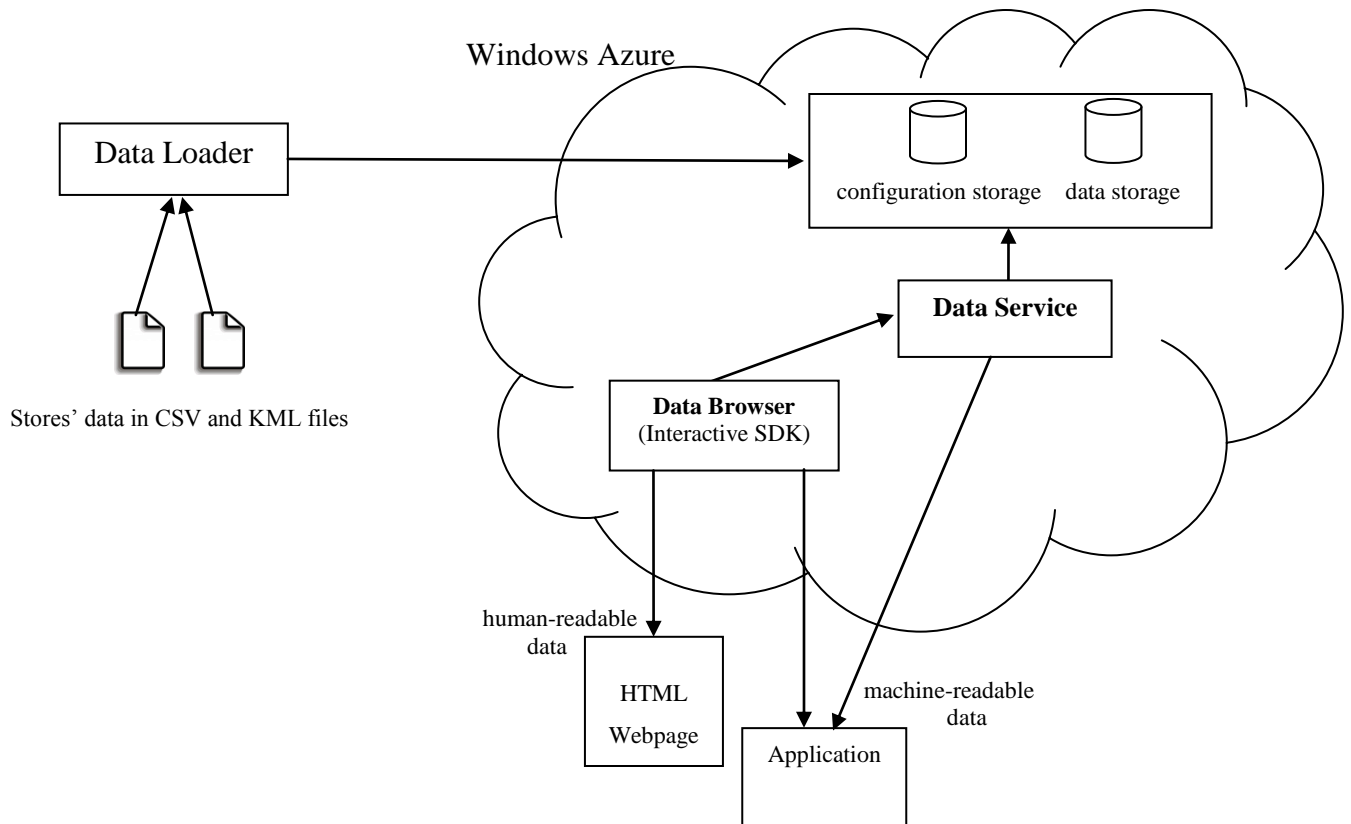 Windows Azure
Data Loader
configuration storage
data storage
Data Service
Data Browser
(Interactive SDK)
Stores’ data in CSV and KML files
human-readable
data
HTML
Webpage
machine-readable
data
Application